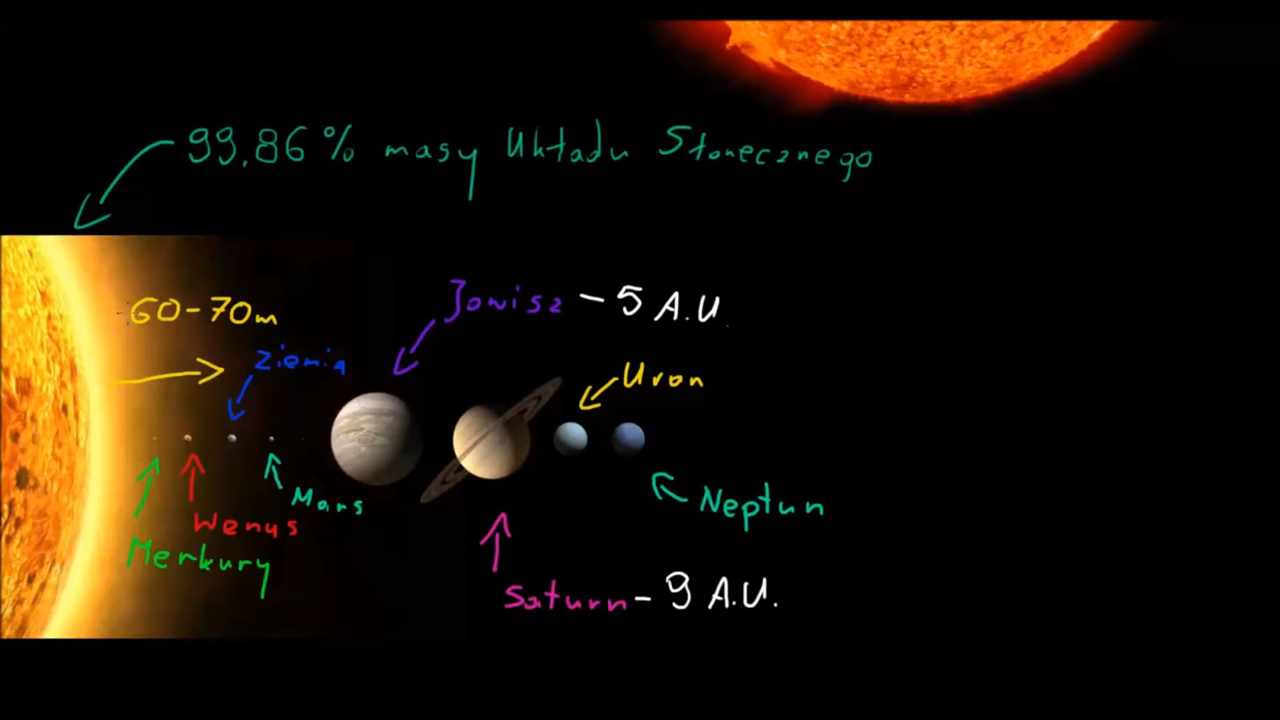 99,86% masy Układu Słonecznego
60-70m
Jowisz - 5 A.U.
Ziemia
Uran
Mars
Neptun
Wenus
Merkury
Saturn - 9 A.U.